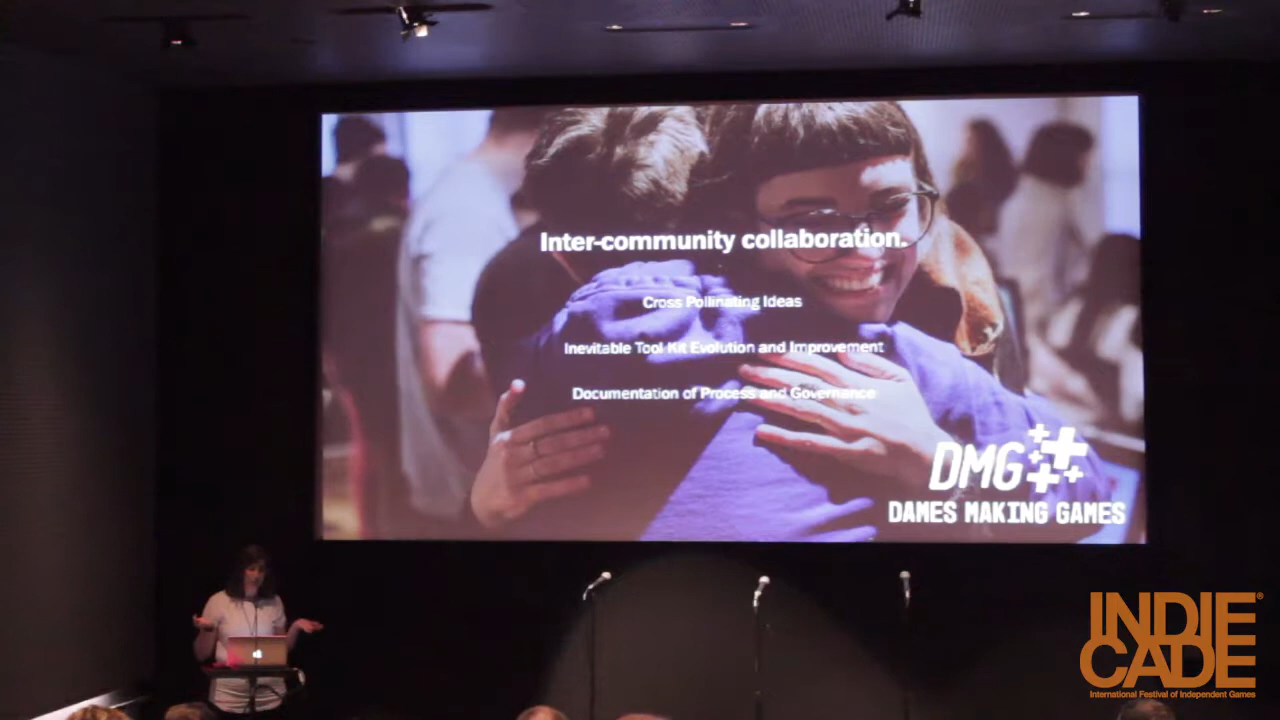 Inter-community collaboration.
Cross Pollinating Ideas
Inevitable Tool Kit Evolution and Improvement
Documentation of Process and Governance
DMG
DAMES MAKING GAMES
INDIE
CADE
International Festival of Independent Games